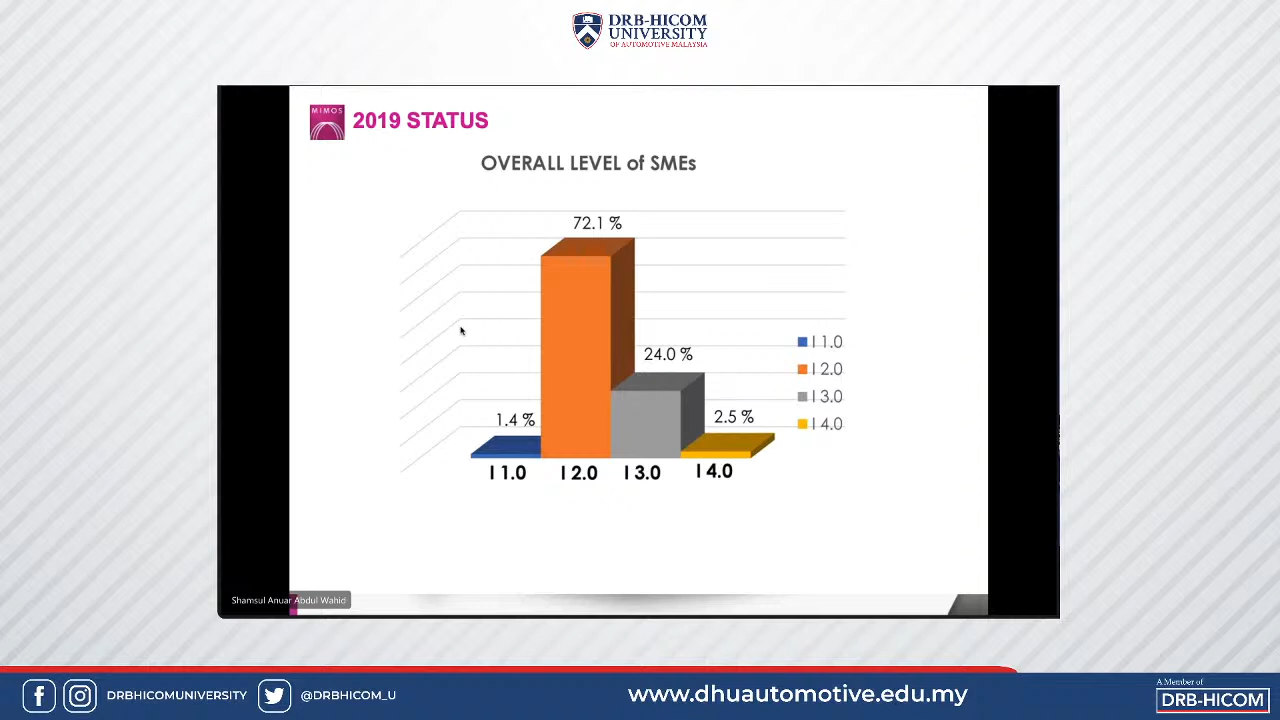 DRB-HICOM
UNIVERSITY
OF AUTOMOTIVE MALAYSIA
MIMOS
2019 STATUS
OVERALL LEVEL of SMEs
72.1 %
24.0 %
1.4 %
2.5 %
I 1.0
I 2.0
I 3.0
I 4.0
I 1.0
I 2.0
I 3.0
I 4.0
Shamsul Anuar Abdul Wahid
DRBHICOMUNIVERSITY
@DRBHICOM_U
www.dhuautomotive.edu.my
A Member of
DRB-HICOM